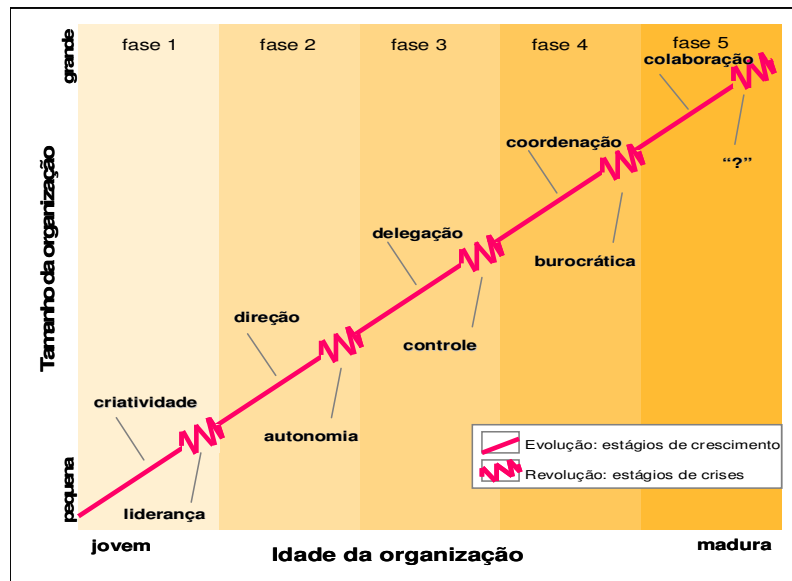 fase 1
fase 2
fase 3
fase 4
fase 5
grande
Tamanho da organização
pequena
colaboração
“?”
coordenação
burocrática
delegação
controle
direção
autonomia
criatividade
liderança
Evolução: estágios de crescimento
Revolução: estágios de crises
jovem
Idade da organização
madura